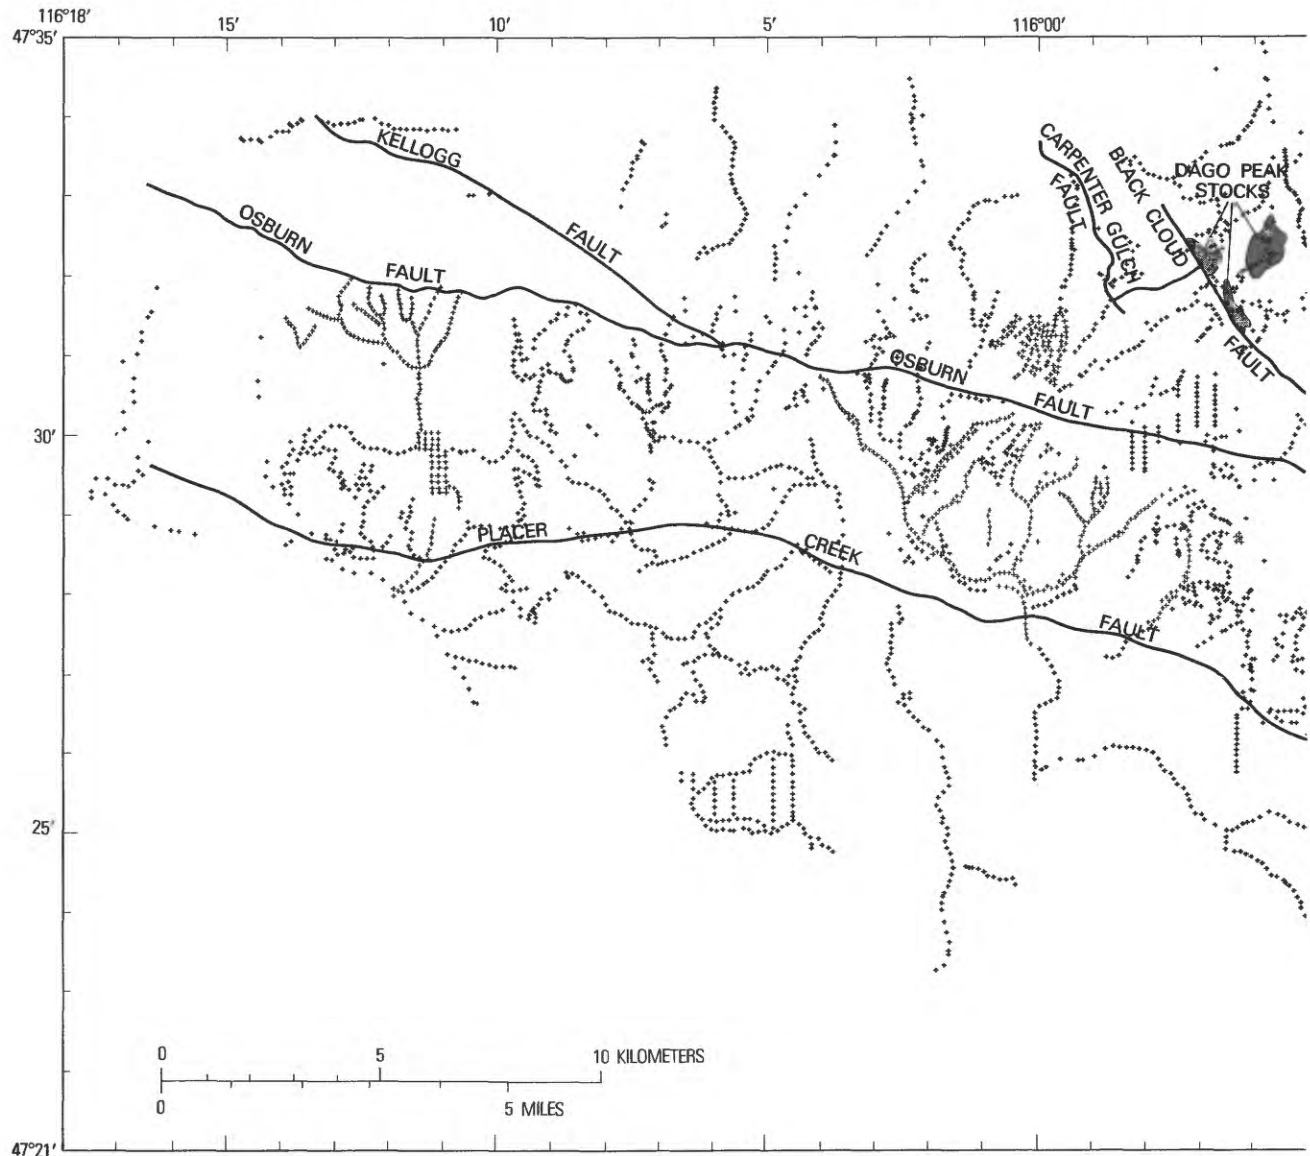 116°18′
15′
10′
5′
116°00′
47°35′
KELLOGG
FAULT
CARPENTER GULCH
FAULT
BLACK CLOUD
FAULT
DAGO PEAK
STOCKS
OSBURN
FAULT
OSBURN
FAULT
30′
PLACER
CREEK
FAULT
25′
0 5 10 KILOMETERS
0 5 MILES
47°21′